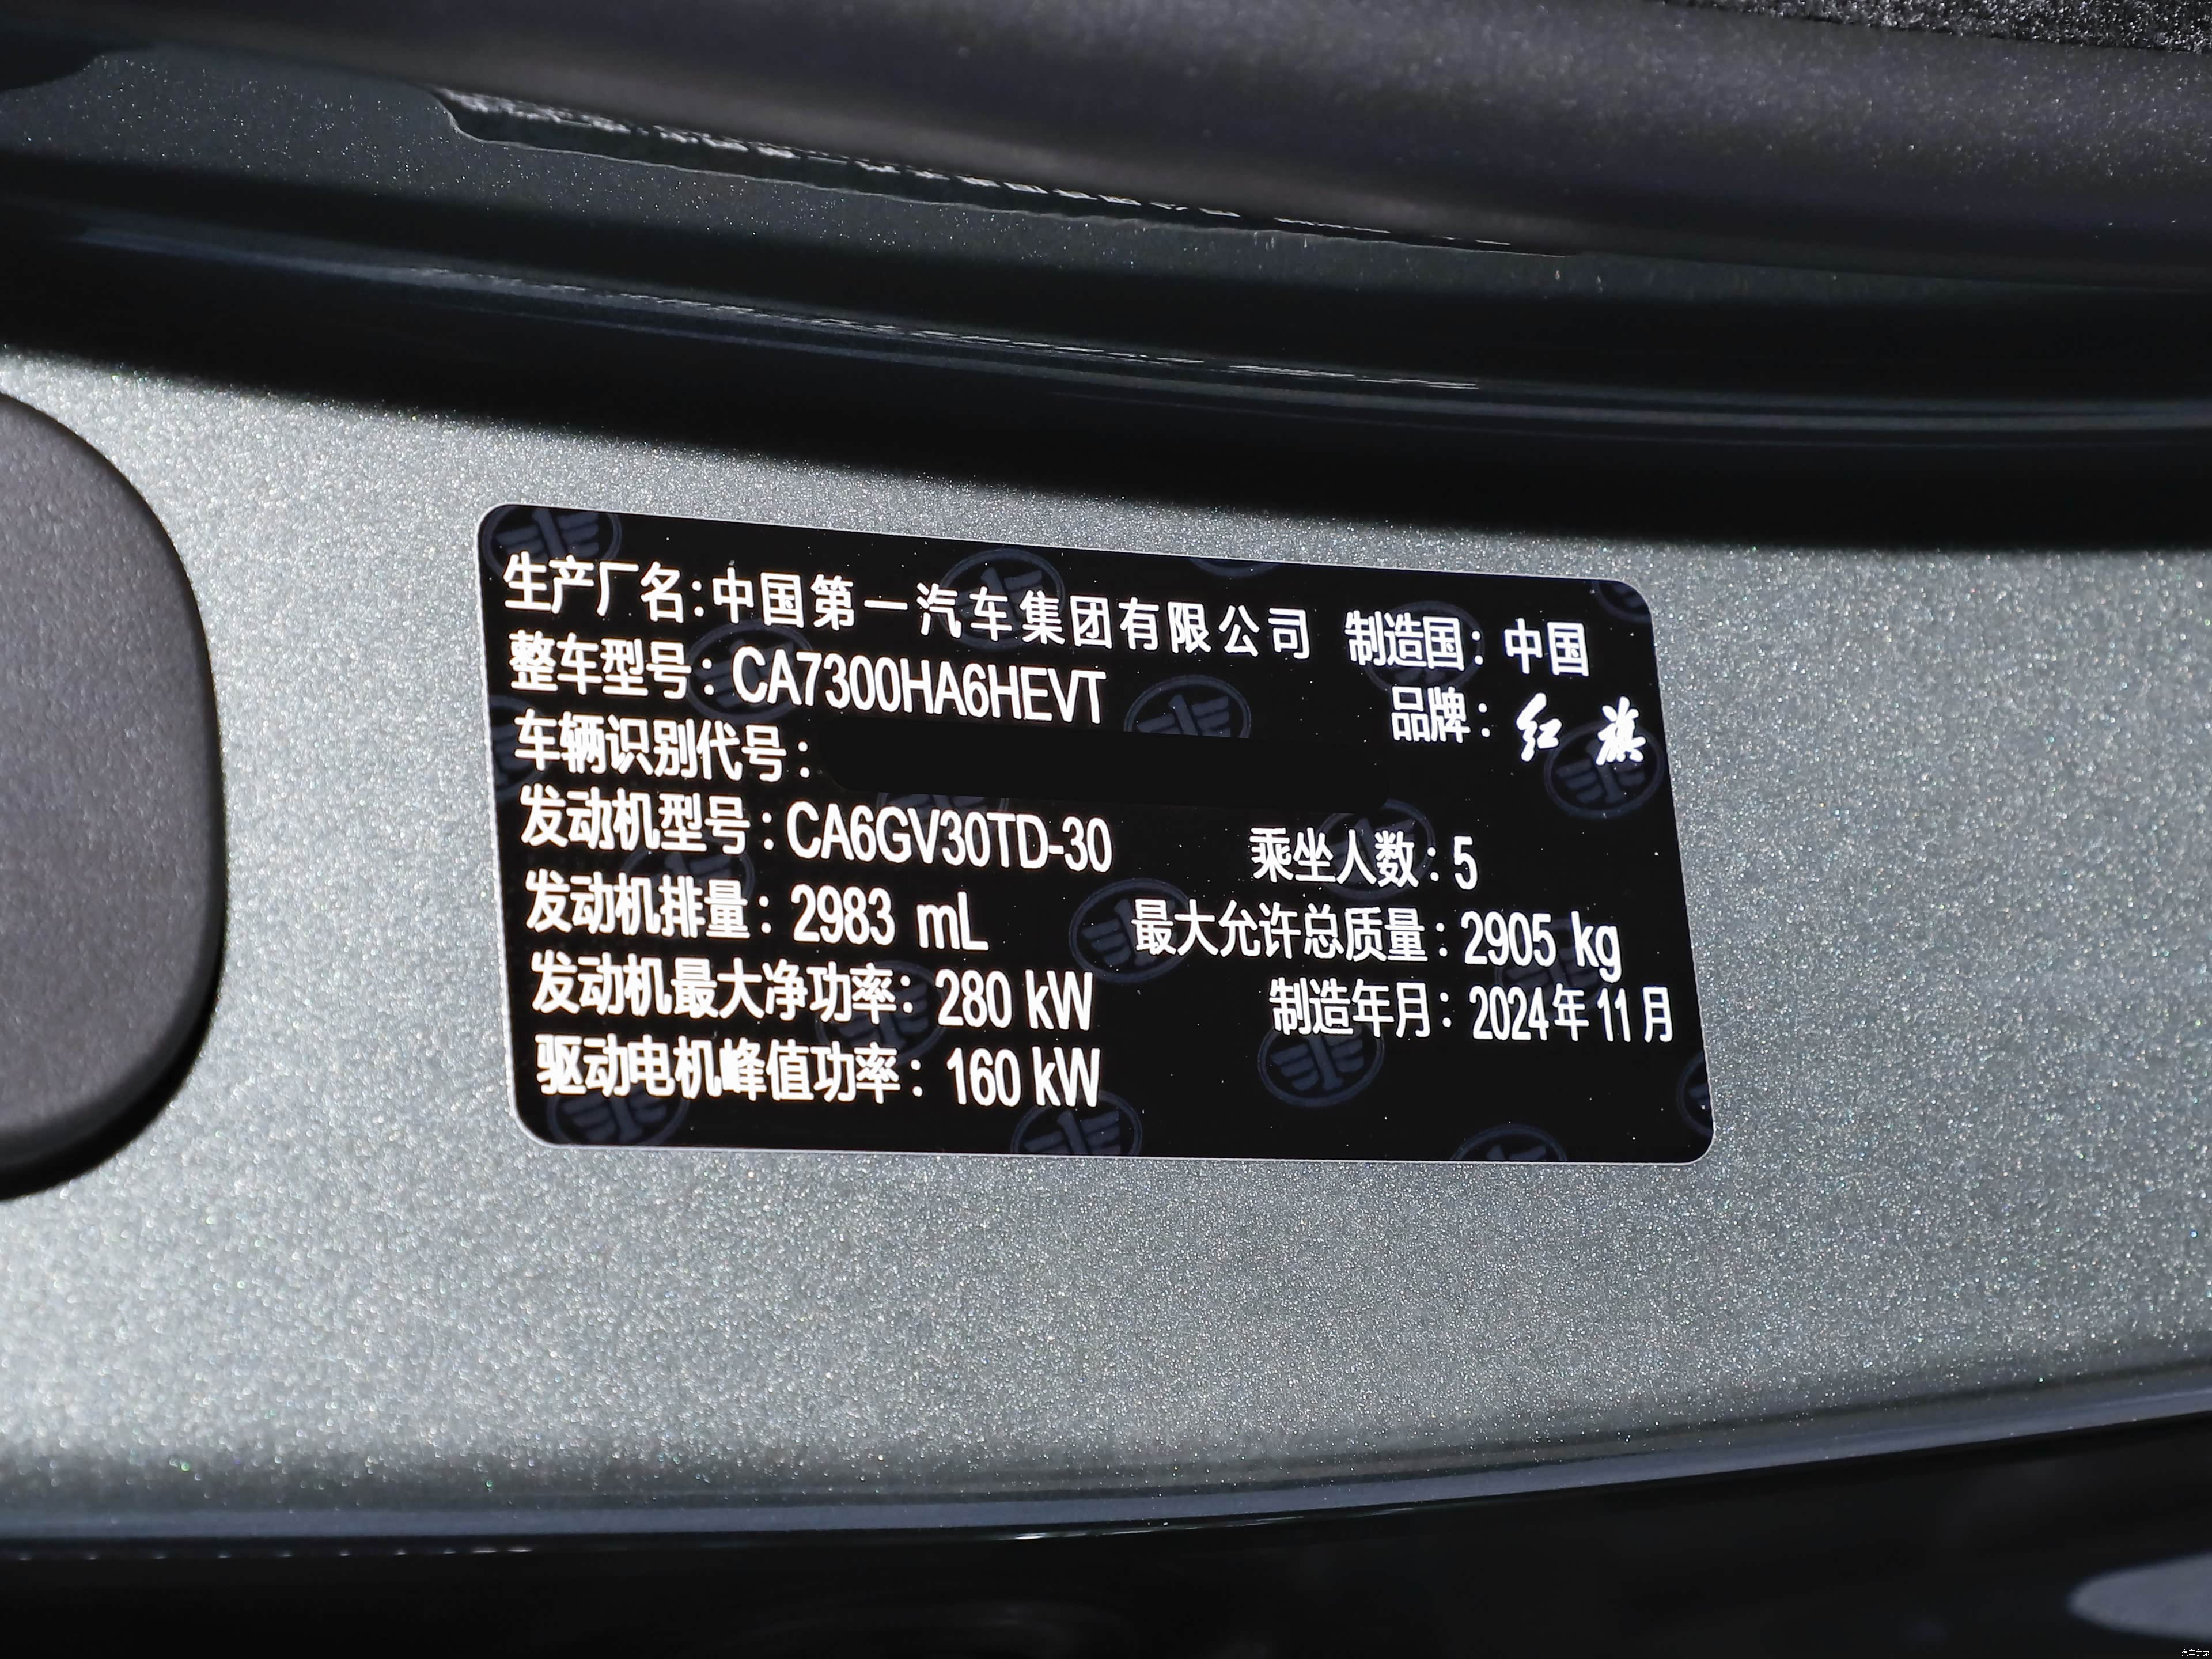 生产厂名:中国第一汽车集团有限公司 制造国:中国
整车型号:CA7300HA6HEVT 品牌:红旗
车辆识别代号:
发动机型号:CA6GV30TD-30 乘坐人数:5
发动机排量:2983 mL 最大允许总质量:2905 kg
发动机最大净功率:280 kW 制造年月:2024年11月
驱动电机峰值功率:160 kW
汽车之家